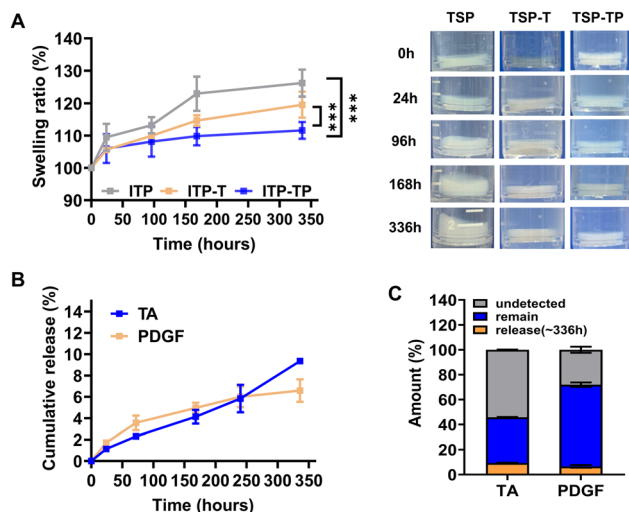 A
Swelling ratio (%)
140
130
120
110
100
90
0 50 100 150 200 250 300 350
Time (hours)
ITP ITP-T ITP-TP
***
***
TSP TSP-T TSP-TP
0h
24h
96h
168h
336h
2
B
Cumulative release (%)
14
12
10
8
6
4
2
0
0 50 100 150 200 250 300 350
Time (hours)
TA
PDGF
C
Amount (%)
140
120
100
80
60
40
20
0
undetected
remain
release(~336h)
TA PDGF